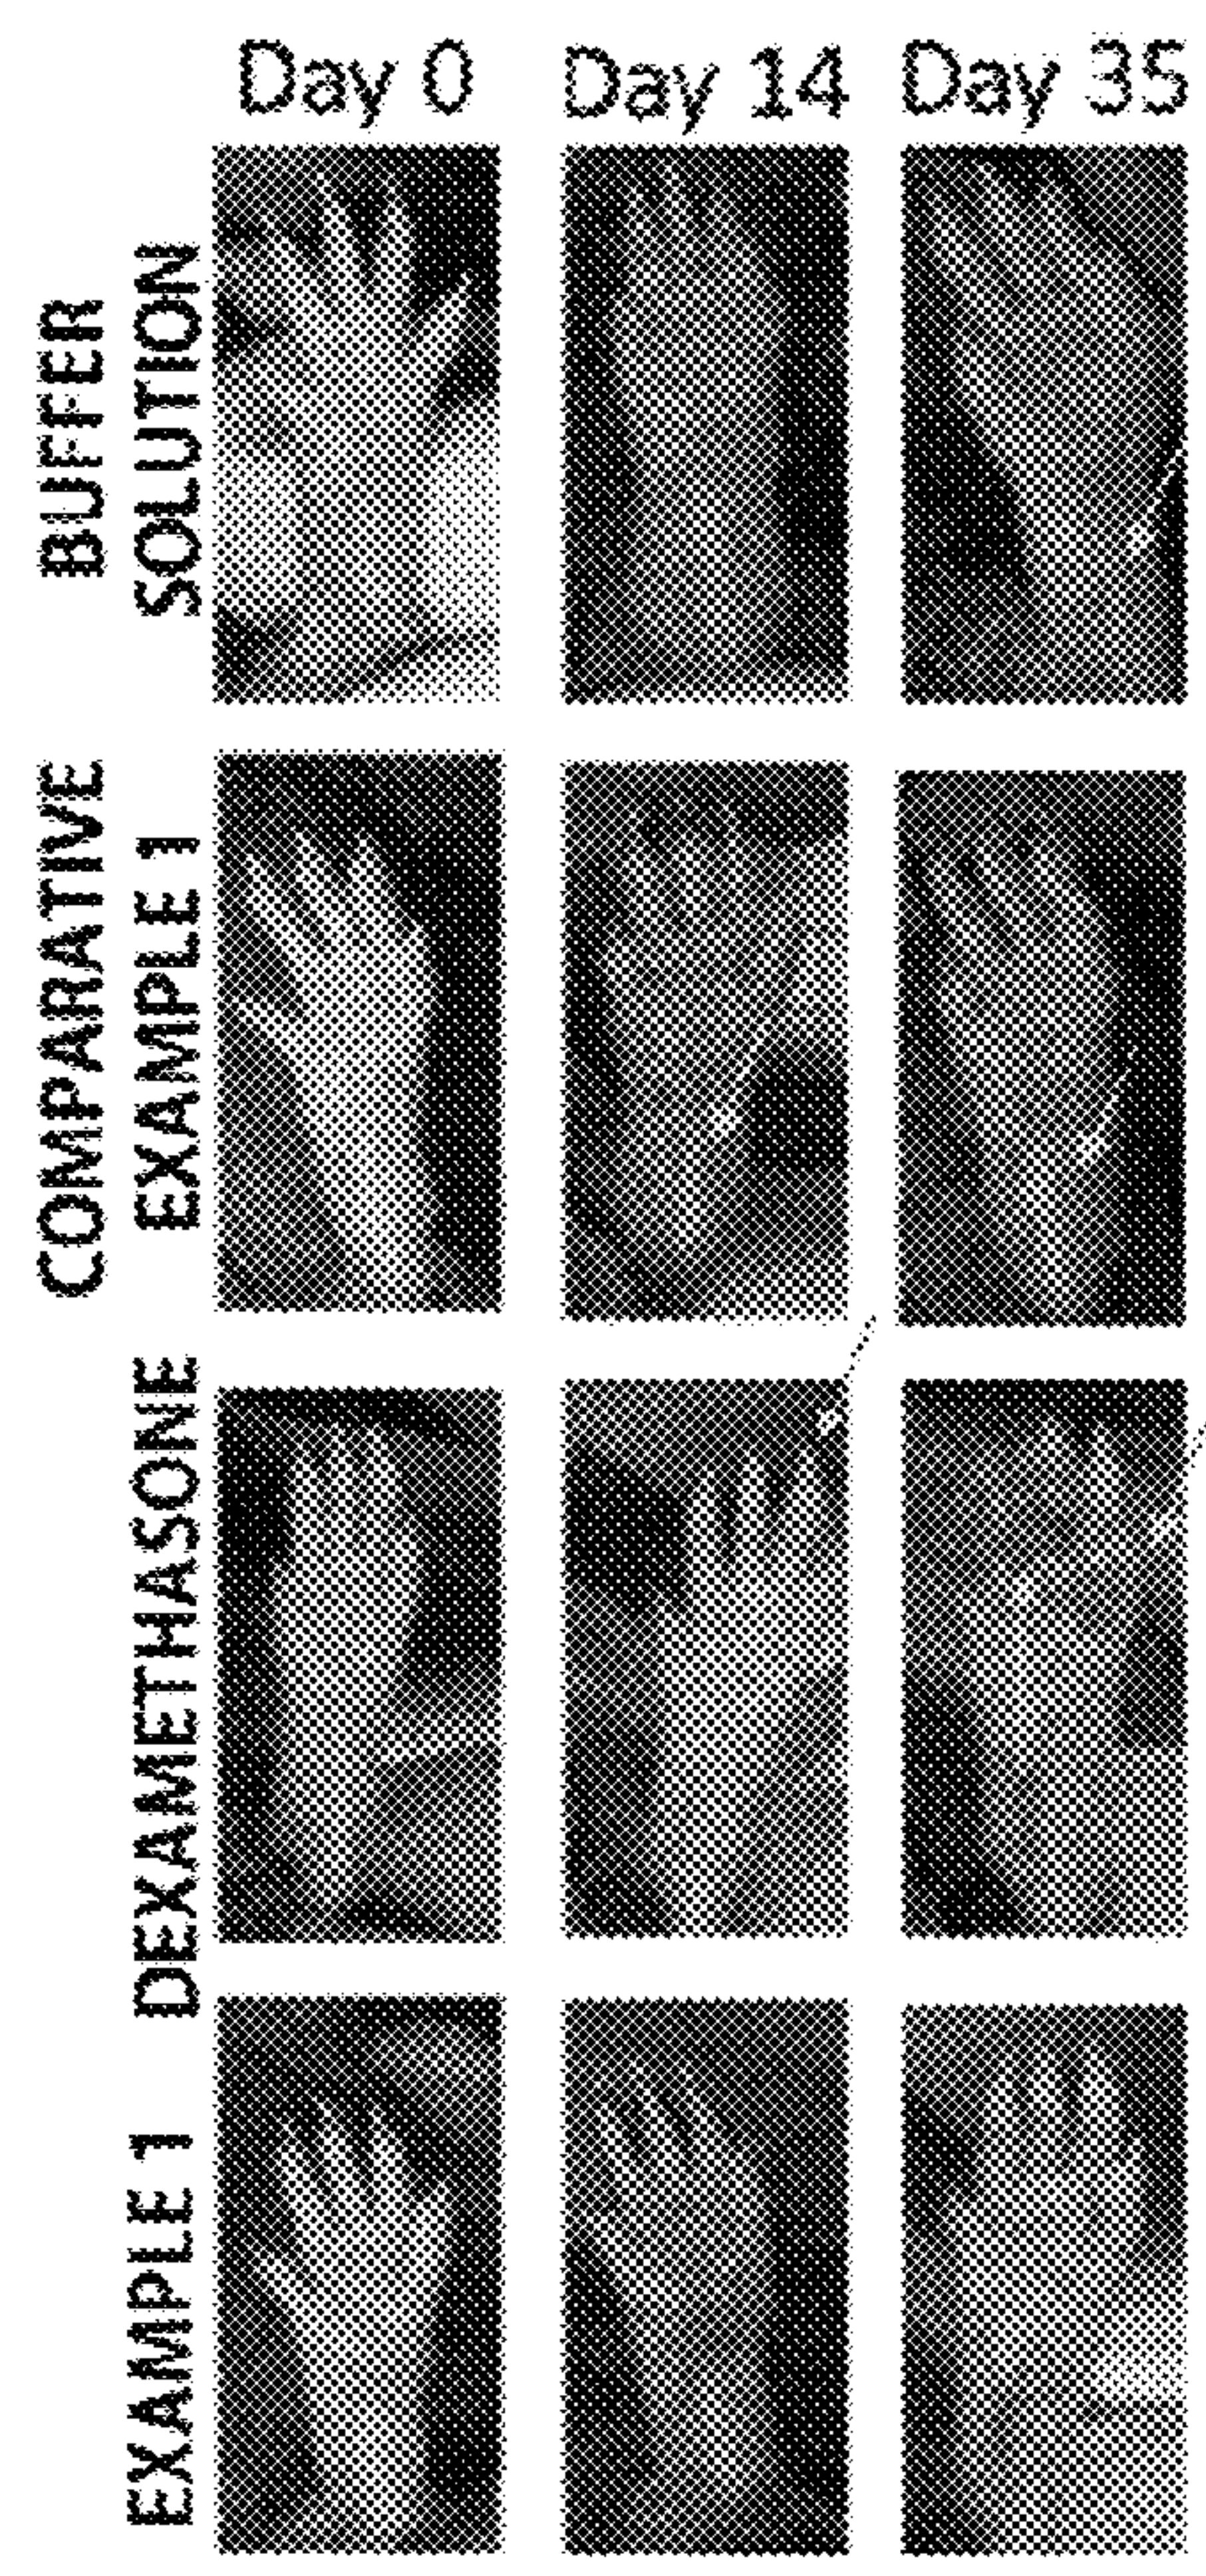 Day 0 Day 14 Day 35
BUFFER
SOLUTION
COMPARATIVE
EXAMPLE 1
DEXAMETHASONE
EXAMPLE 1